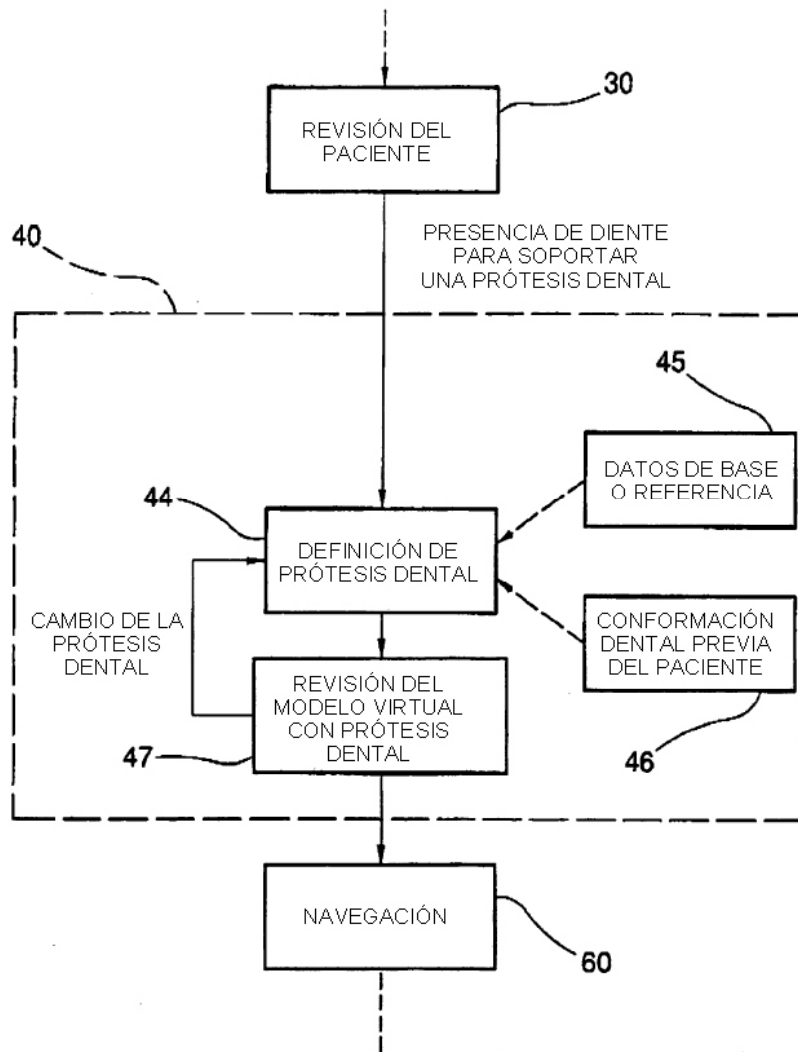 30
REVISIÓN DEL
PACIENTE
PRESENCIA DE DIENTE
PARA SOPORTAR
UNA PRÓTESIS DENTAL
40
45
DATOS DE BASE
O REFERENCIA
44
DEFINICIÓN DE
PRÓTESIS DENTAL
CAMBIO DE LA
PRÓTESIS
DENTAL
CONFORMACIÓN
DENTAL PREVIA
DEL PACIENTE
REVISIÓN DEL
MODELO VIRTUAL
CON PRÓTESIS
DENTAL
47
46
NAVEGACIÓN
60